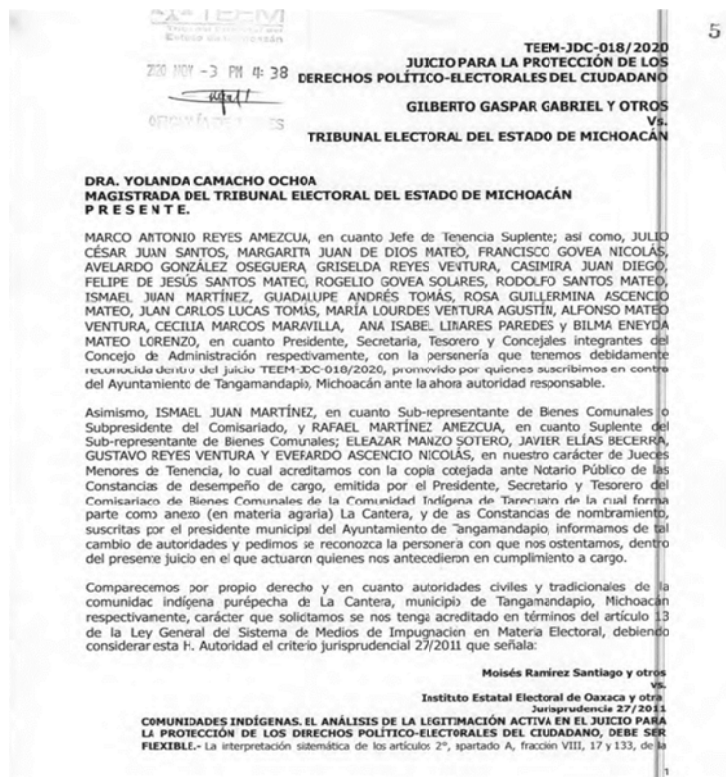 5
TEEM
Tribunal Electoral del
Estado de Michoacán
2020 NOV -3 PM 4:38
OFICIALÍA DE PARTES
TEEM-JDC-018/2020
JUICIO PARA LA PROTECCIÓN DE LOS
DERECHOS POLÍTICO-ELECTORALES DEL CIUDADANO
GILBERTO GASPAR GABRIEL Y OTROS
Vs.
TRIBUNAL ELECTORAL DEL ESTADO DE MICHOACÁN
DRA. YOLANDA CAMACHO OCHOA
MAGISTRADA DEL TRIBUNAL ELECTORAL DEL ESTADO DE MICHOACÁN
P R E S E N T E.
MARCO ANTONIO REYES AMEZCUA, en cuanto Jefe de Tenencia Suplente; así como, JULIO
CÉSAR JUAN SANTOS, MARGARITA JUAN DE DIOS MATEO, FRANCISCO GOVEA NICOLÁS,
AVELARDO GONZÁLEZ OSEGUERA, GRISELDA REYES VENTURA, CASIMIRA JUAN DIEGO,
FELIPE DE JESÚS SANTOS MATEO, ROGELIO GOVEA SOLARES, RODOLFO SANTOS MATEO,
ISMAEL JUAN MARTÍNEZ, GUADALUPE ANDRÉS TOMÁS, ROSA GUILLERMINA ASCENCIO
MATEO, JUAN CARLOS LUCAS TOMÁS, MARÍA LOURDES VENTURA AGUSTÍN, ALFONSO MATEO
VENTURA, CECILIA MARCOS MARAVILLA, ANA ISABEL LINARES PAREDES y BILMA ENEYDA
MATEO LORENZO, en cuanto Presidente, Secretaria, Tesorero y Concejales integrantes del
Concejo de Administración respectivamente, con la personería que tenemos debidamente
reconocida dentro del juicio TEEM-JDC-018/2020, promovido por quienes suscribimos en contra
del Ayuntamiento de Tangamandapio, Michoacán ante la ahora autoridad responsable.
Asimismo, ISMAEL JUAN MARTÍNEZ, en cuanto Sub-representante de Bienes Comunales o
Subpresidente del Comisariado, y RAFAEL MARTÍNEZ AMEZCUA, en cuanto Suplente del
Sub-representante de Bienes Comunales; ELEAZAR MANZO SOTERO, JAVIER ELÍAS BECERRA,
GUSTAVO REYES VENTURA Y EVERARDO ASCENCIO NICOLÁS, en nuestro carácter de Jueces
Menores de Tenencia, lo cual acreditamos con la copia cotejada ante Notario Público de las
Constancias de desempeño de cargo, emitida por el Presidente, Secretario y Tesorero del
Comisariado de Bienes Comunales de la Comunidad Indígena de Tarecuato de la cual forma
parte como anexo (en materia agraria) La Cantera, y de as Constancias de nombramiento,
suscritas por el presidente municipal del Ayuntamiento de Tangamandapio, informamos de tal
cambio de autoridades y pedimos se reconozca la personería con que nos ostentamos, dentro
del presente juicio en el que actuaron quienes nos antecedieron en cumplimiento a cargo.
Comparecemos por propio derecho y en cuanto autoridades civiles y tradicionales de la
comunidad indígena purépecha de La Cantera, municipio de Tangamandapio, Michoacán
respectivamente, carácter que solicitamos se nos tenga acreditado en términos del artículo 13
de la Ley General del Sistema de Medios de Impugnación en Materia Electoral, debiendo
considerar esta H. Autoridad el criterio jurisprudencial 27/2011 que señala:
Moisés Ramírez Santiago y otros
vs.
Instituto Estatal Electoral de Oaxaca y otra
Jurisprudencia 27/2011
COMUNIDADES INDÍGENAS. EL ANÁLISIS DE LA LEGITIMACIÓN ACTIVA EN EL JUICIO PARA
LA PROTECCIÓN DE LOS DERECHOS POLÍTICO-ELECTORALES DEL CIUDADANO, DEBE SER
FLEXIBLE.- La interpretación sistemática de los artículos 2°, apartado A, fracción VIII, 17 y 133, de la
1